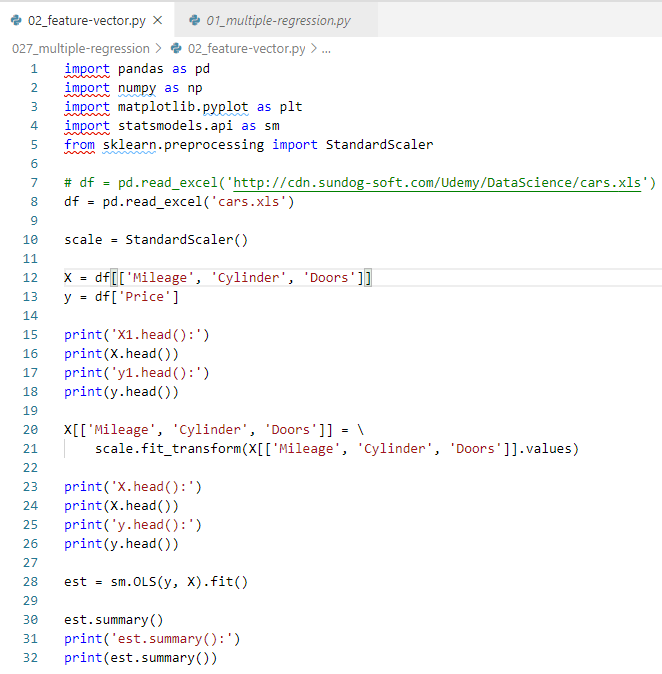 02_feature-vector.py × 01_multiple-regression.py
027_multiple-regression > 02_feature-vector.py > ...
1 import pandas as pd
2 import numpy as np
3 import matplotlib.pyplot as plt
4 import statsmodels.api as sm
5 from sklearn.preprocessing import StandardScaler
6
7 # df = pd.read_excel('http://cdn.sundog-soft.com/Udemy/DataScience/cars.xls')
8 df = pd.read_excel('cars.xls')
9
10 scale = StandardScaler()
11
12 X = df[['Mileage', 'Cylinder', 'Doors']]
13 y = df['Price']
14
15 print('X1.head():')
16 print(X.head())
17 print('y1.head():')
18 print(y.head())
19
20 X[['Mileage', 'Cylinder', 'Doors']] = \
21     scale.fit_transform(X[['Mileage', 'Cylinder', 'Doors']].values)
22
23 print('X.head():')
24 print(X.head())
25 print('y.head():')
26 print(y.head())
27
28 est = sm.OLS(y, X).fit()
29
30 est.summary()
31 print('est.summary():')
32 print(est.summary())